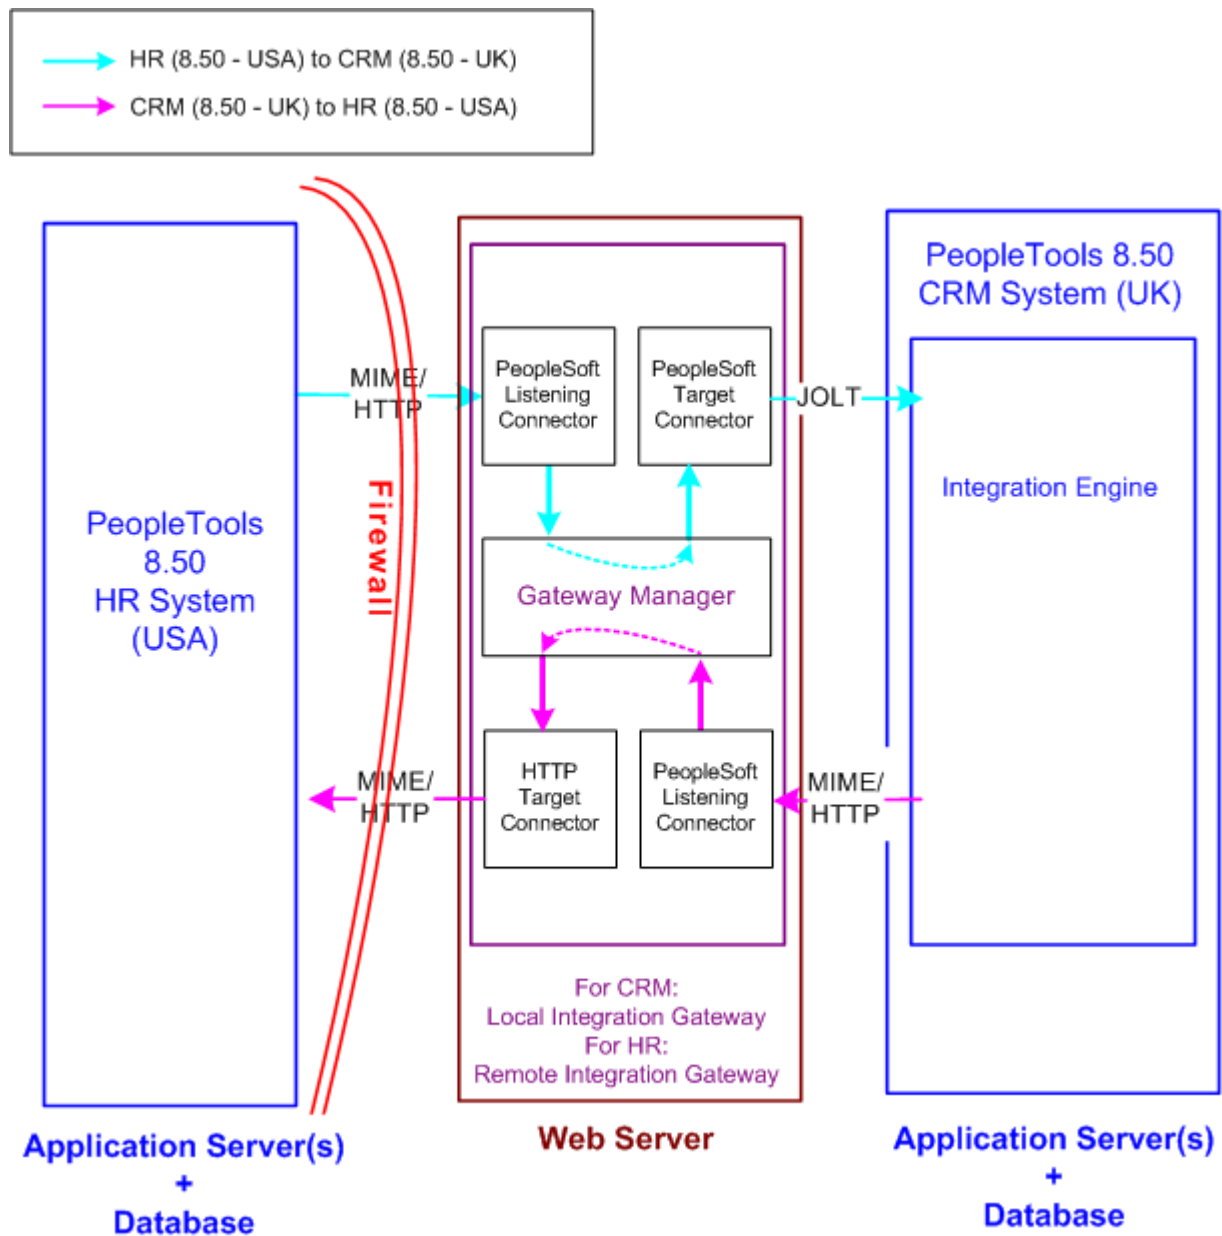 HR (8.50 - USA) to CRM (8.50 - UK)
CRM (8.50 - UK) to HR (8.50 - USA)
PeopleTools
8.50
HR System
(USA)
Application Server(s)
+
Database
MIME/
HTTP
Firewall
MIME/
HTTP
PeopleSoft
Listening
Connector
PeopleSoft
Target
Connector
Gateway Manager
HTTP
Target
Connector
PeopleSoft
Listening
Connector
For CRM:
Local Integration Gateway
For HR:
Remote Integration Gateway
Web Server
JOLT
MIME/
HTTP
PeopleTools 8.50
CRM System (UK)
Integration Engine
Application Server(s)
+
Database